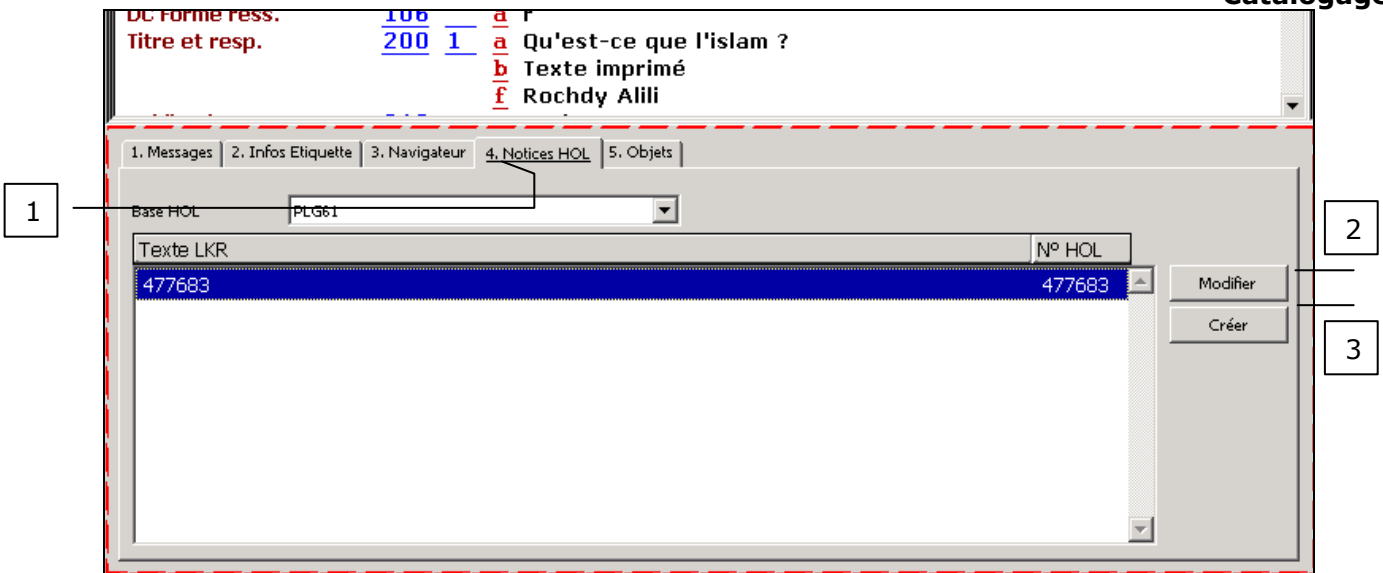 Catalogage
DC Forme ress. 106 a r
Titre et resp. 200 1 a Qu'est-ce que l'islam ?
b Texte imprimé
f Rochdy Alili
1. Messages 2. Infos Etiquette 3. Navigateur 4. Notices HOL 5. Objets
1
Base HOL PLG61
2
Texte LKR Nº HOL
477683 477683
Modifier
Créer
3